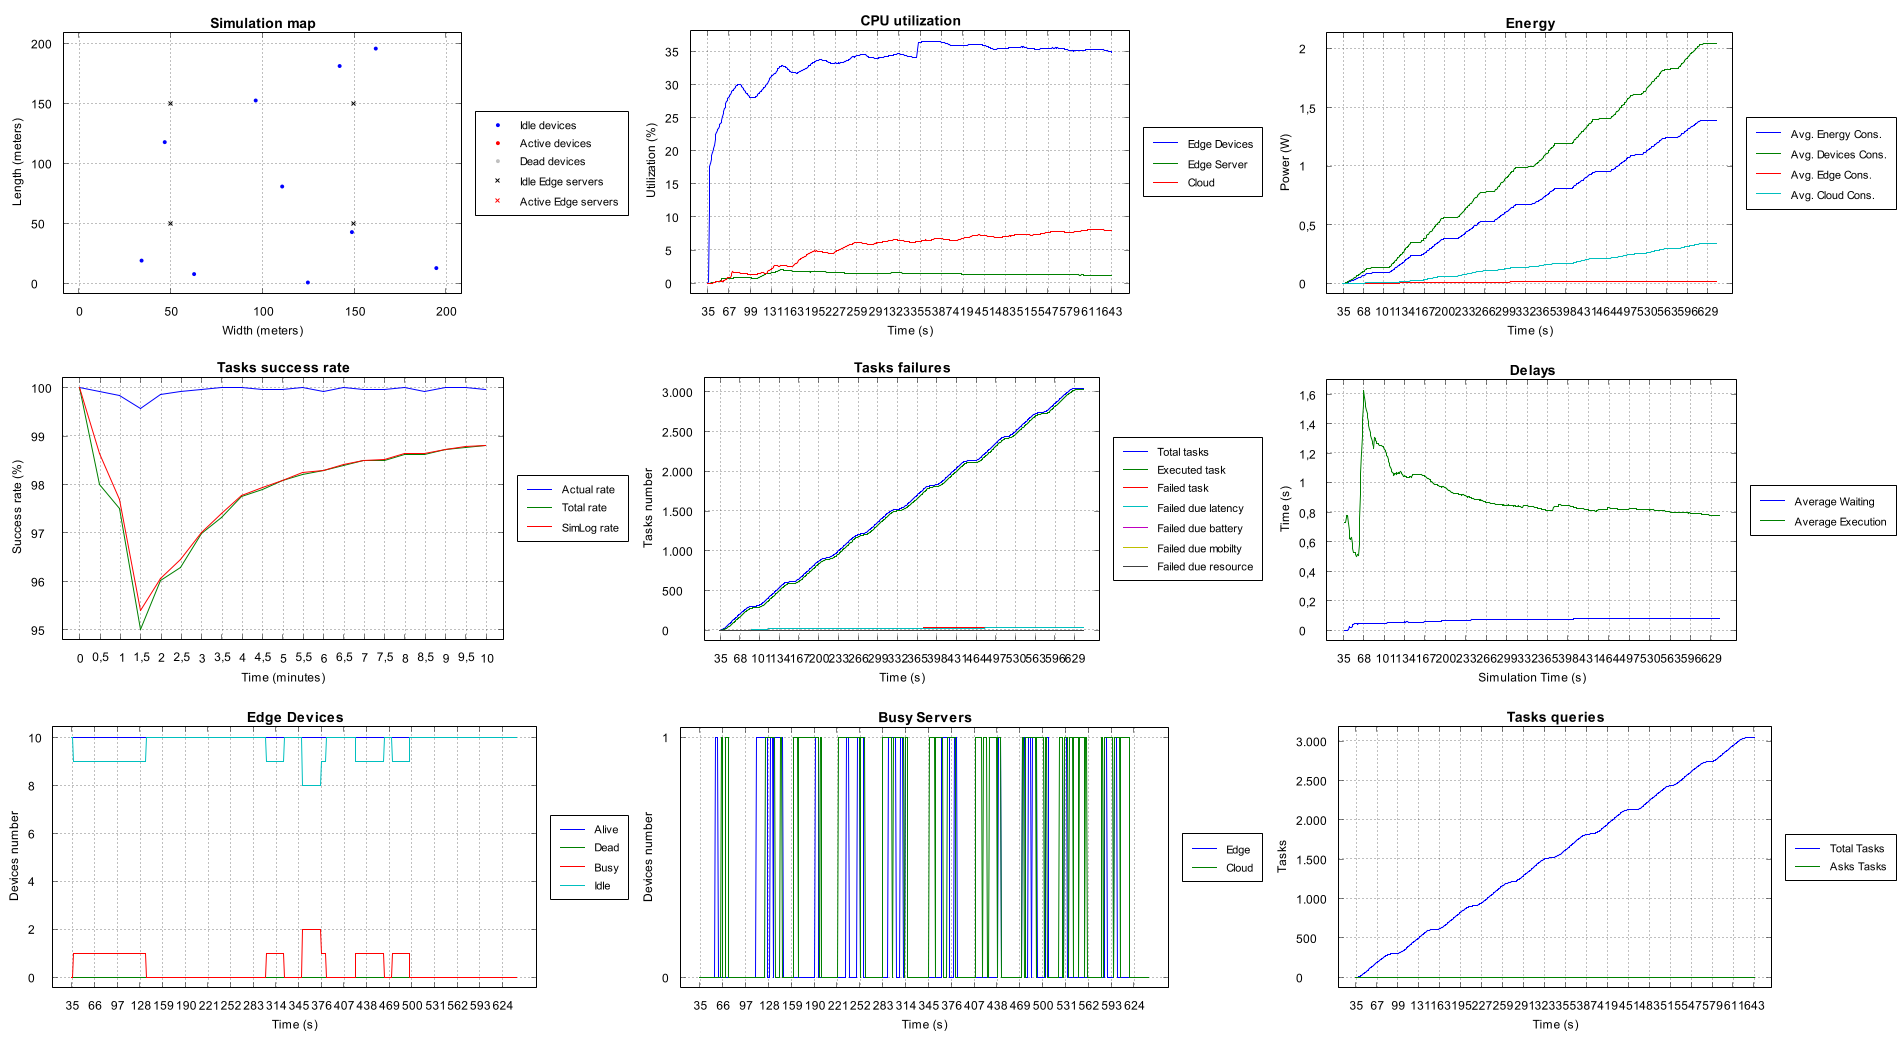 Simulation map
Length (meters)
200
150
100
50
0
0 50 100 150 200
Width (meters)
Idle devices
Active devices
Dead devices
Idle Edge servers
Active Edge servers
CPU utilization
Utilization (%)
35
30
25
20
15
10
5
0
Time (s)
Edge Devices
Edge Server
Cloud
Energy
Power (W)
2
1,5
1
0,5
0
Time (s)
Avg. Energy Cons.
Avg. Devices Cons.
Avg. Edge Cons.
Avg. Cloud Cons.
Tasks success rate
Success rate (%)
100
99
98
97
96
95
0 0,5 1 1,5 2 2,5 3 3,5 4 4,5 5 5,5 6 6,5 7 7,5 8 8,5 9 9,5 10
Time (minutes)
Actual rate
Total rate
SimLog rate
Tasks failures
Tasks number
3.000
2.500
2.000
1.500
1.000
500
0
Time (s)
Total tasks
Executed task
Failed task
Failed due latency
Failed due battery
Failed due mobilty
Failed due resource
Delays
Time (s)
1,6
1,4
1,2
1
0,8
0,6
0,4
0,2
0
Simulation Time (s)
Average Waiting
Average Execution
Edge Devices
Devices number
10
8
6
4
2
0
35 66 97 128 159 190 221 252 283 314 345 376 407 438 469 500 531 562 593 624
Time (s)
Alive
Dead
Busy
Idle
Busy Servers
Devices number
1
0
35 66 97 128 159 190 221 252 283 314 345 376 407 438 469 500 531 562 593 624
Time (s)
Edge
Cloud
Tasks queries
Tasks
3.000
2.500
2.000
1.500
1.000
500
0
Time (s)
Total Tasks
Asks Tasks